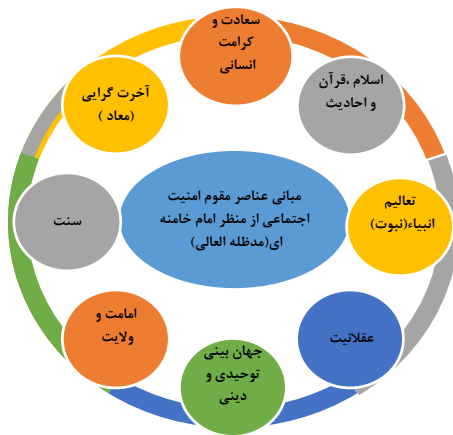 سعادت و
کرامت
انسانی
اسلام ،قرآن
و احادیث
تعالیم
انبیاء(نبوت)
عقلانیت
جهان بینی
توحیدی و
دینی
امامت و
ولایت
سنت
آخرت گرایی
(معاد )
مبانی عناصر مقوم امنیت
اجتماعی از منظر امام خامنه
ای(مدظله العالی)